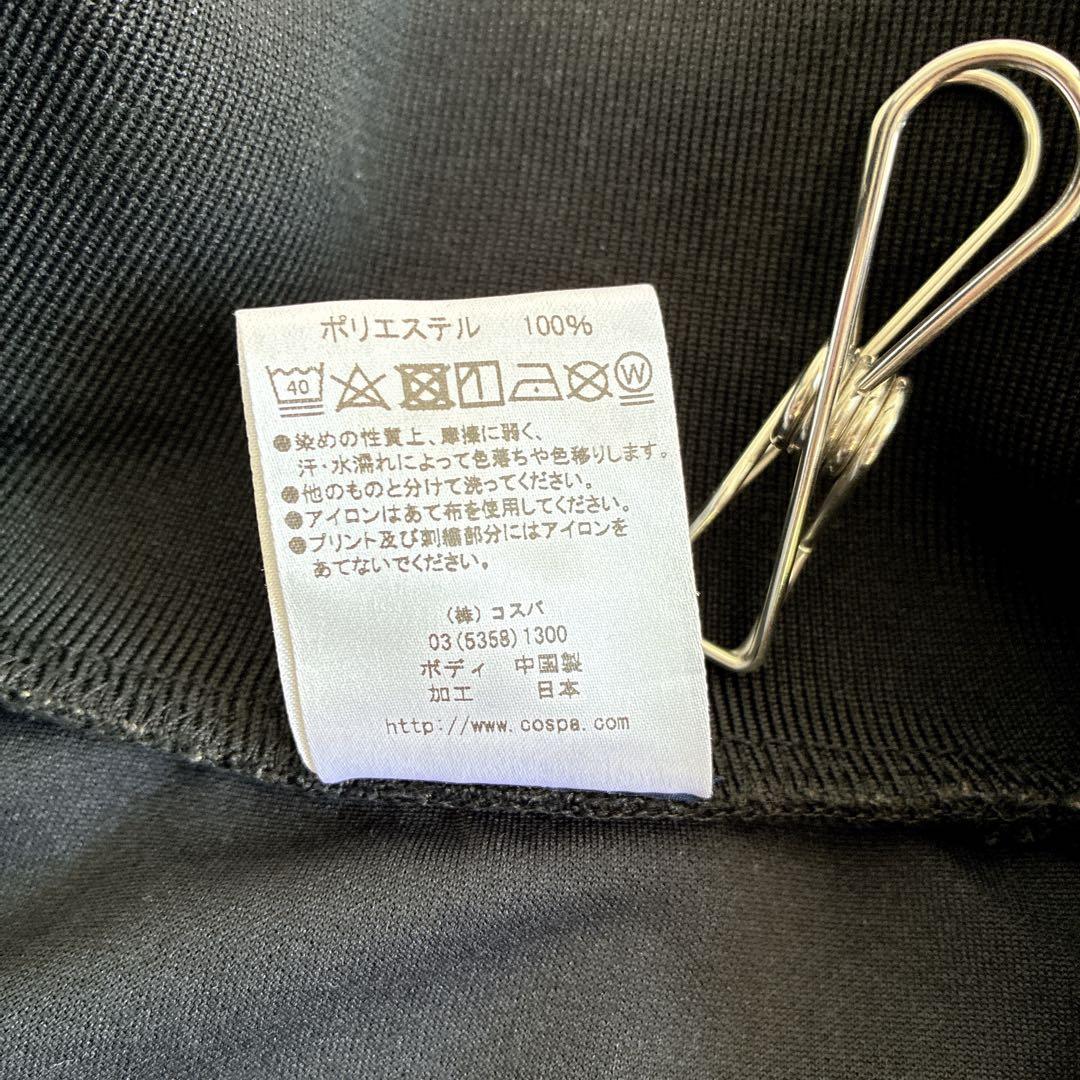 ポリエステル 100%
40 W
●染めの性質上、摩擦に弱く、
汗・水濡れによって色落ちや色移りします。
●他のものと分けて洗ってください。
●アイロンはあて布を使用してください。
●プリント及び刺繍部分にはアイロンを
あてないでください。
(株) コスパ
03(5358)1300
ボディ 中国製
加工 日本
http://www.cospa.com